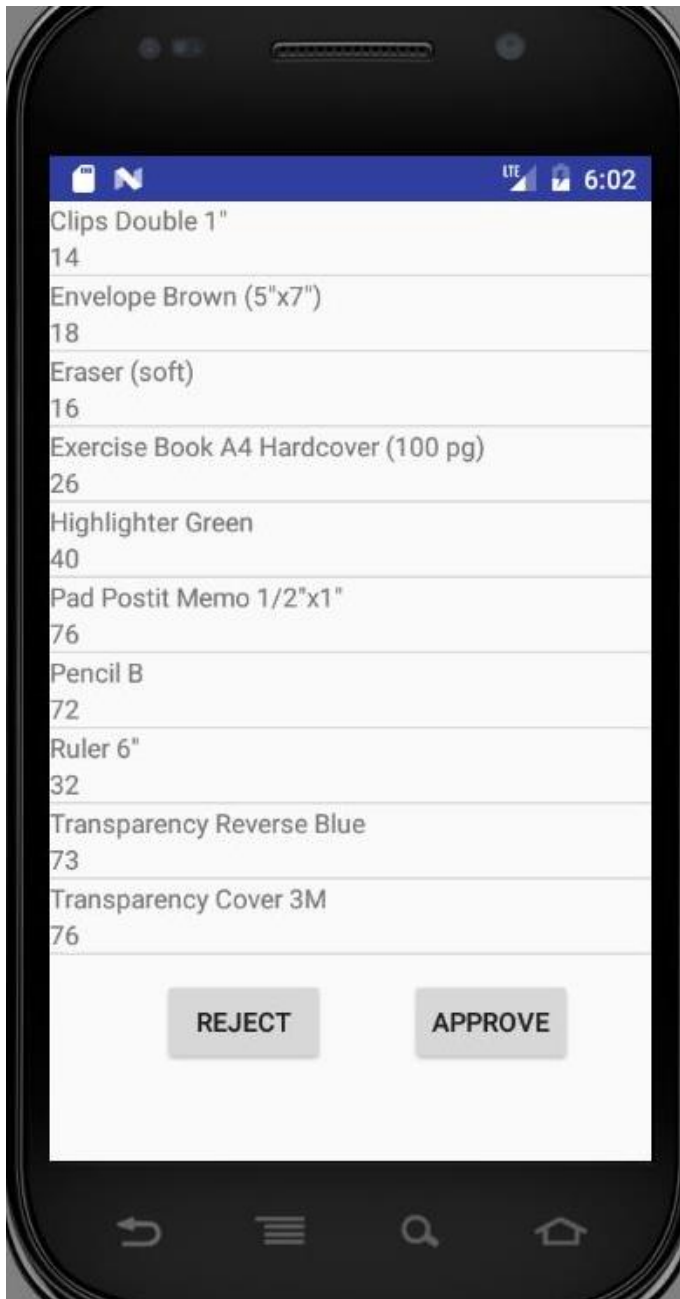 LTE 6:02
Clips Double 1"
14
Envelope Brown (5"x7")
18
Eraser (soft)
16
Exercise Book A4 Hardcover (100 pg)
26
Highlighter Green
40
Pad Postit Memo 1/2"x1"
76
Pencil B
72
Ruler 6"
32
Transparency Reverse Blue
73
Transparency Cover 3M
76
REJECT APPROVE